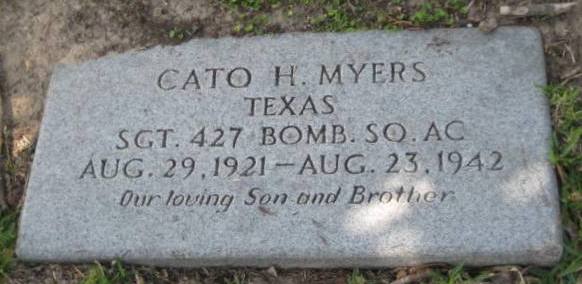 CATO H. MYERS
TEXAS
SGT. 427 BOMB. SQ. AC
AUG. 29, 1921 — AUG. 23, 1942
Our loving Son and Brother